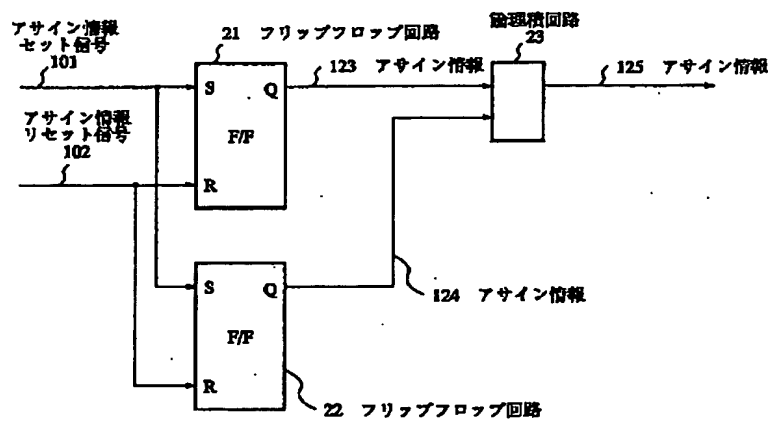 アサイン情報
セット信号
101
21 フリップフロップ回路
論理積回路
23
123 アサイン情報
125 アサイン情報
S
Q
F/F
R
アサイン情報
リセット信号
102
S
Q
F/F
R
124 アサイン情報
22 フリップフロップ回路